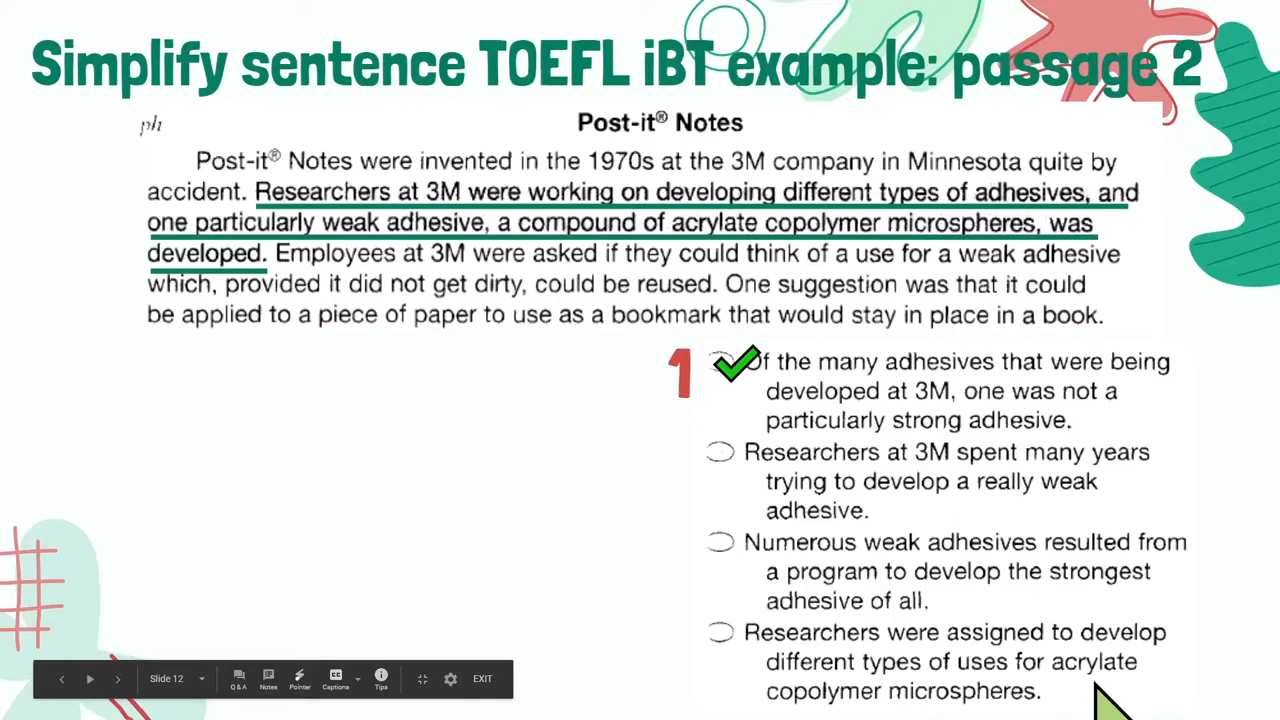 Simplify sentence TOEFL iBT example: passage 2
ph
Post-it® Notes
Post-it® Notes were invented in the 1970s at the 3M company in Minnesota quite by
accident. Researchers at 3M were working on developing different types of adhesives, and
one particularly weak adhesive, a compound of acrylate copolymer microspheres, was
developed. Employees at 3M were asked if they could think of a use for a weak adhesive
which, provided it did not get dirty, could be reused. One suggestion was that it could
be applied to a piece of paper to use as a bookmark that would stay in place in a book.
1
Of the many adhesives that were being
developed at 3M, one was not a
particularly strong adhesive.
Researchers at 3M spent many years
trying to develop a really weak
adhesive.
Numerous weak adhesives resulted from
a program to develop the strongest
adhesive of all.
Researchers were assigned to develop
different types of uses for acrylate
copolymer microspheres.
Slide 12
Q & A
Notes
Pointer
Captions
Tips
EXIT